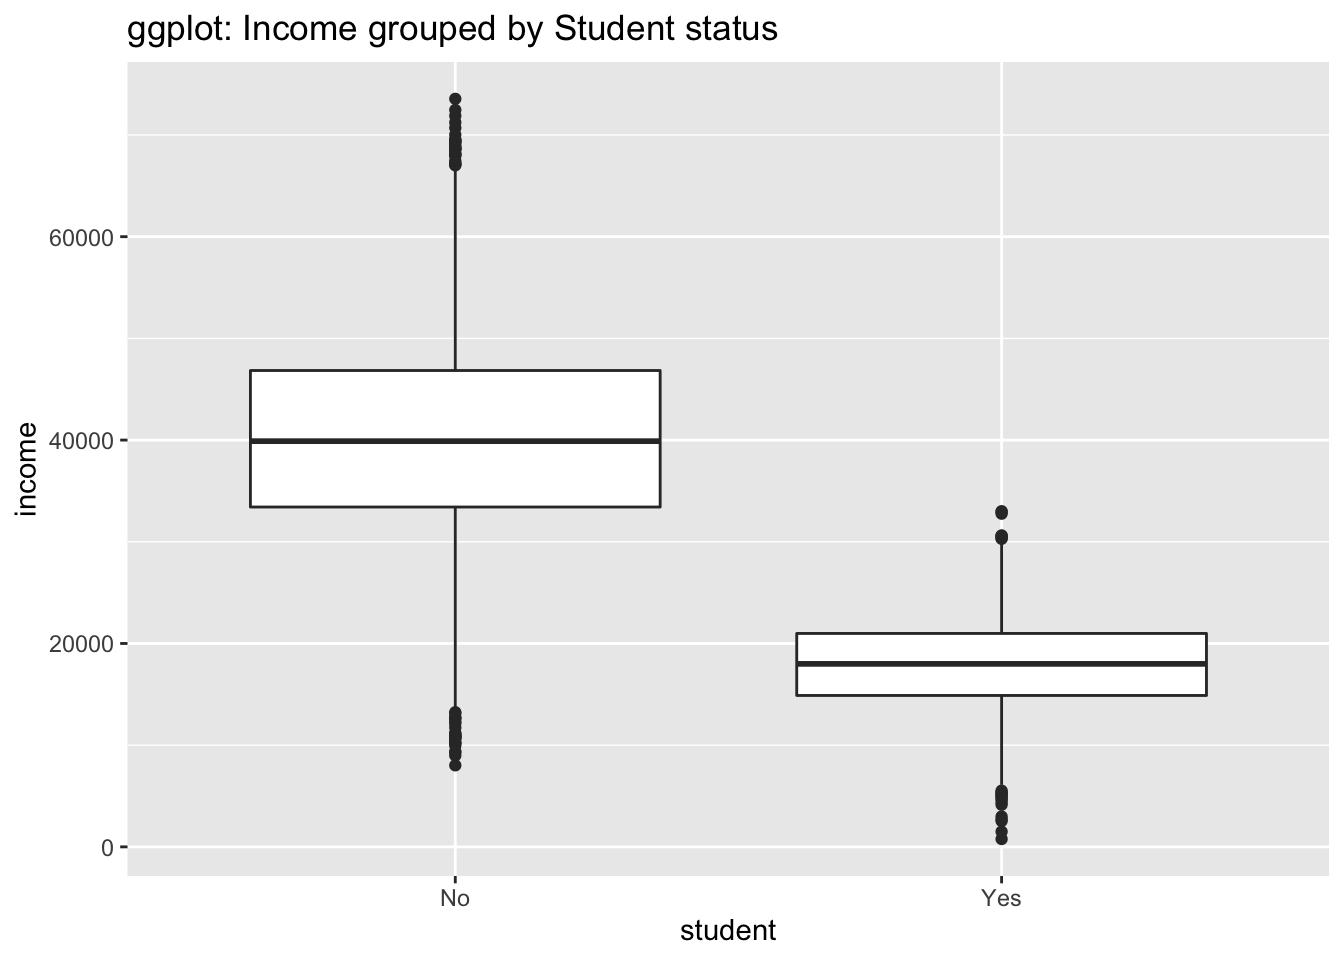 ggplot: Income grouped by Student status
income
60000
40000
20000
0
No
Yes
student